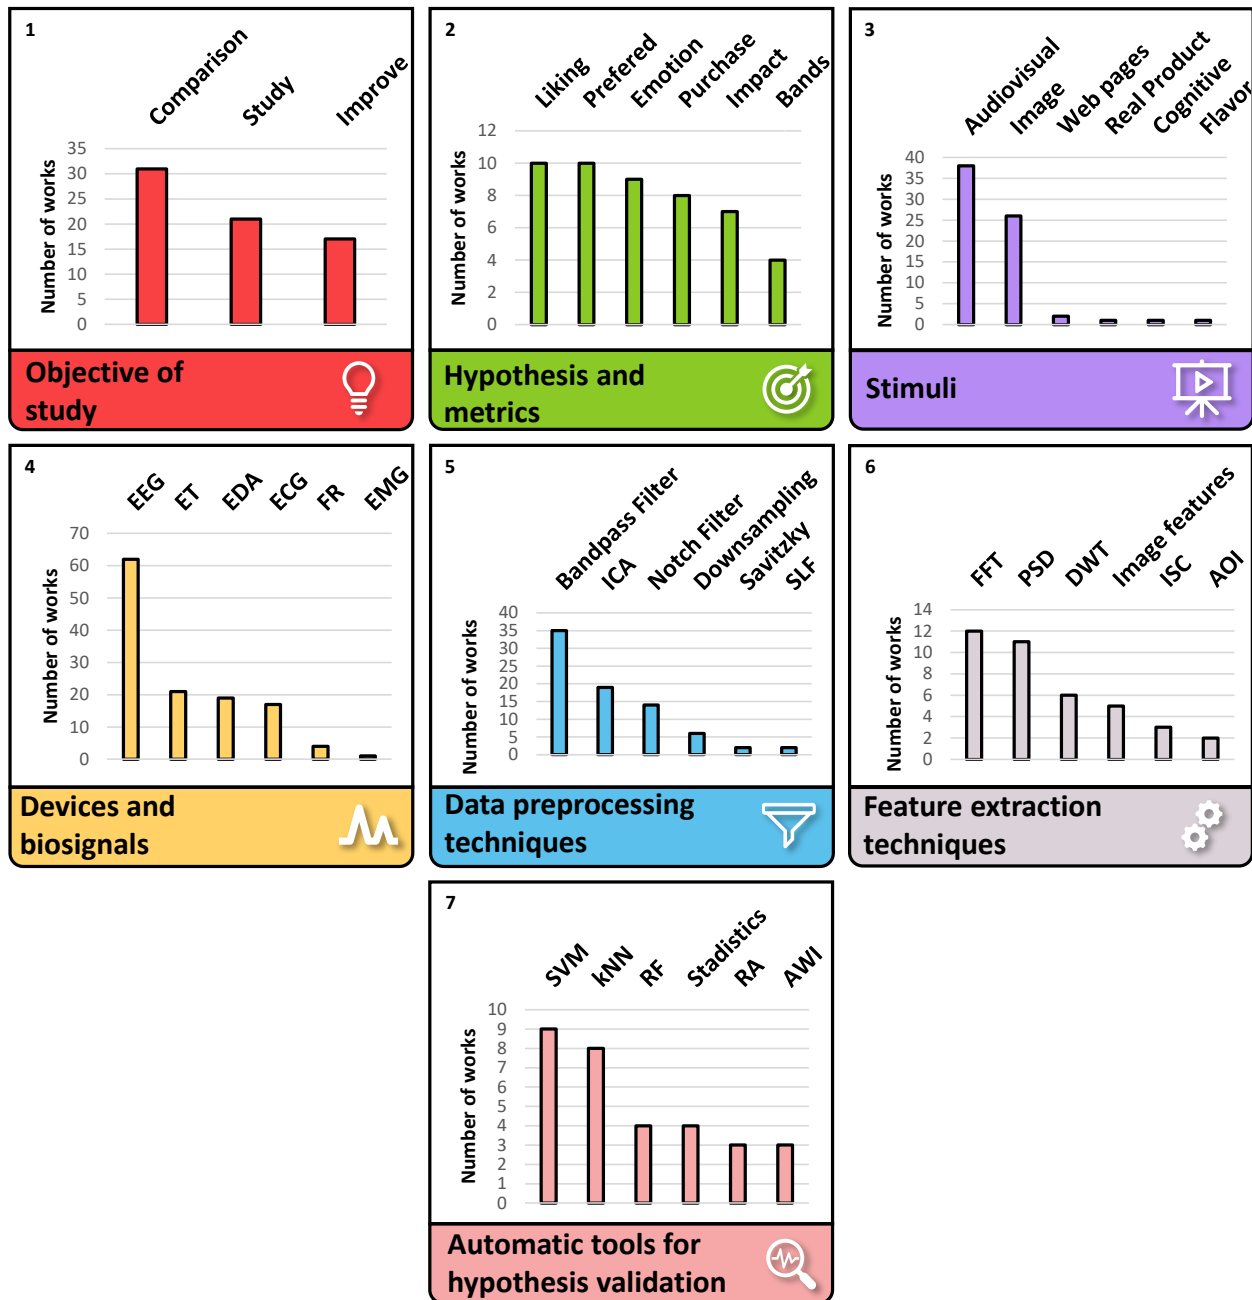 1
Comparison
Study
Improve
Number of works
35
30
25
20
15
10
5
0
Objective of
study
2
Liking
Prefered
Emotion
Purchase
Impact
Bands
Number of works
12
10
8
6
4
2
0
Hypothesis and
metrics
3
Audiovisual
Image
Web pages
Real Product
Cognitive
Flavor
Number of works
40
35
30
25
20
15
10
5
0
Stimuli
4
EEG
ET
EDA
ECG
FR
EMG
Number of works
70
60
50
40
30
20
10
0
Devices and
biosignals
5
Bandpass Filter
ICA
Notch Filter
Downsampling
Savitzky
SLF
Number of works
40
35
30
25
20
15
10
5
0
Data preprocessing
techniques
6
FFT
PSD
DWT
Image features
ISC
AOI
Number of works
14
12
10
8
6
4
2
0
Feature extraction
techniques
7
SVM
kNN
RF
Stadistics
RA
AWI
Number of works
10
9
8
7
6
5
4
3
2
1
0
Automatic tools for
hypothesis validation